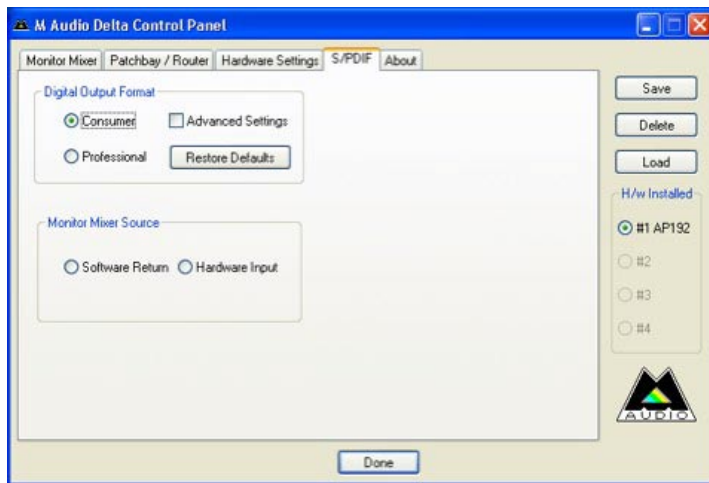 M Audio Delta Control Panel
Monitor Mixer Patchbay / Router Hardware Settings S/PDIF About
Digital Output Format
Consumer Advanced Settings
Professional Restore Defaults
Monitor Mixer Source
Software Return Hardware Input
Save
Delete
Load
H/w Installed
#1 AP192
#2
#3
#4
M AUDIO
Done